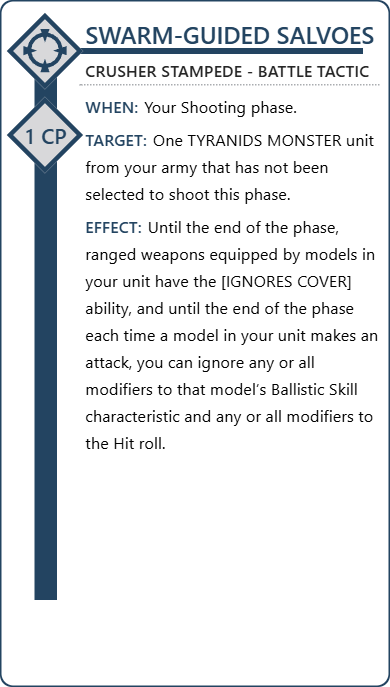 SWARM-GUIDED SALVOES
CRUSHER STAMPEDE - BATTLE TACTIC
WHEN: Your Shooting phase.
1 CP
TARGET: One TYRANIDS MONSTER unit
from your army that has not been
selected to shoot this phase.
EFFECT: Until the end of the phase,
ranged weapons equipped by models in
your unit have the [IGNORES COVER]
ability, and until the end of the phase
each time a model in your unit makes an
attack, you can ignore any or all
modifiers to that model’s Ballistic Skill
characteristic and any or all modifiers to
the Hit roll.